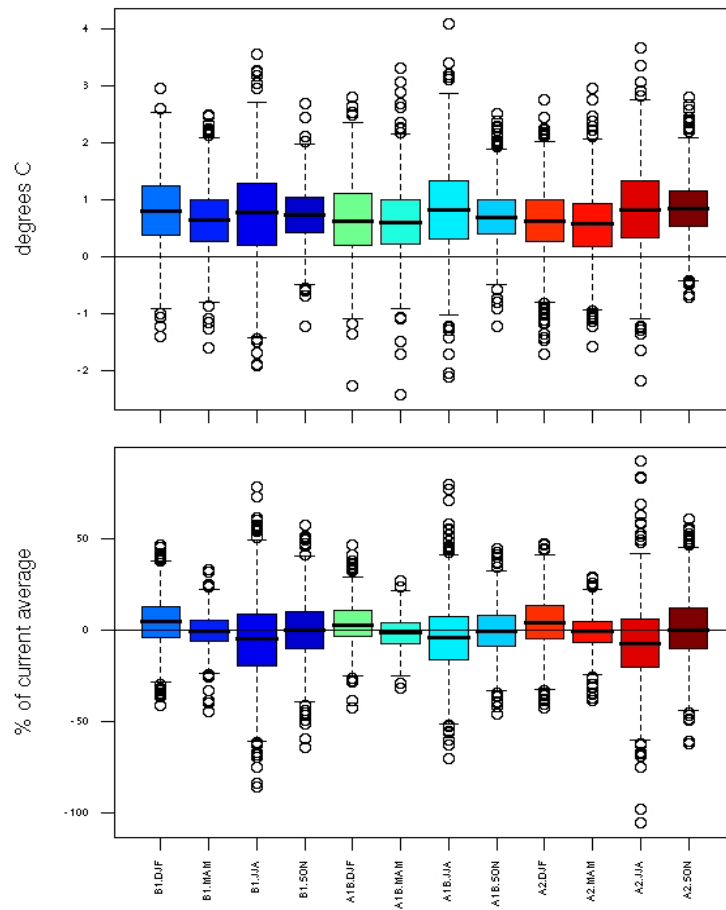 4
3
2
1
0
-1
-2
degrees C
50
0
-50
-100
% of current average
B1.DJF
B1.MAM
B1.JJA
B1.SON
A1B.DJF
A1B.MAM
A1B.JJA
A1B.SON
A2.DJF
A2.MAM
A2.JJA
A2.SON